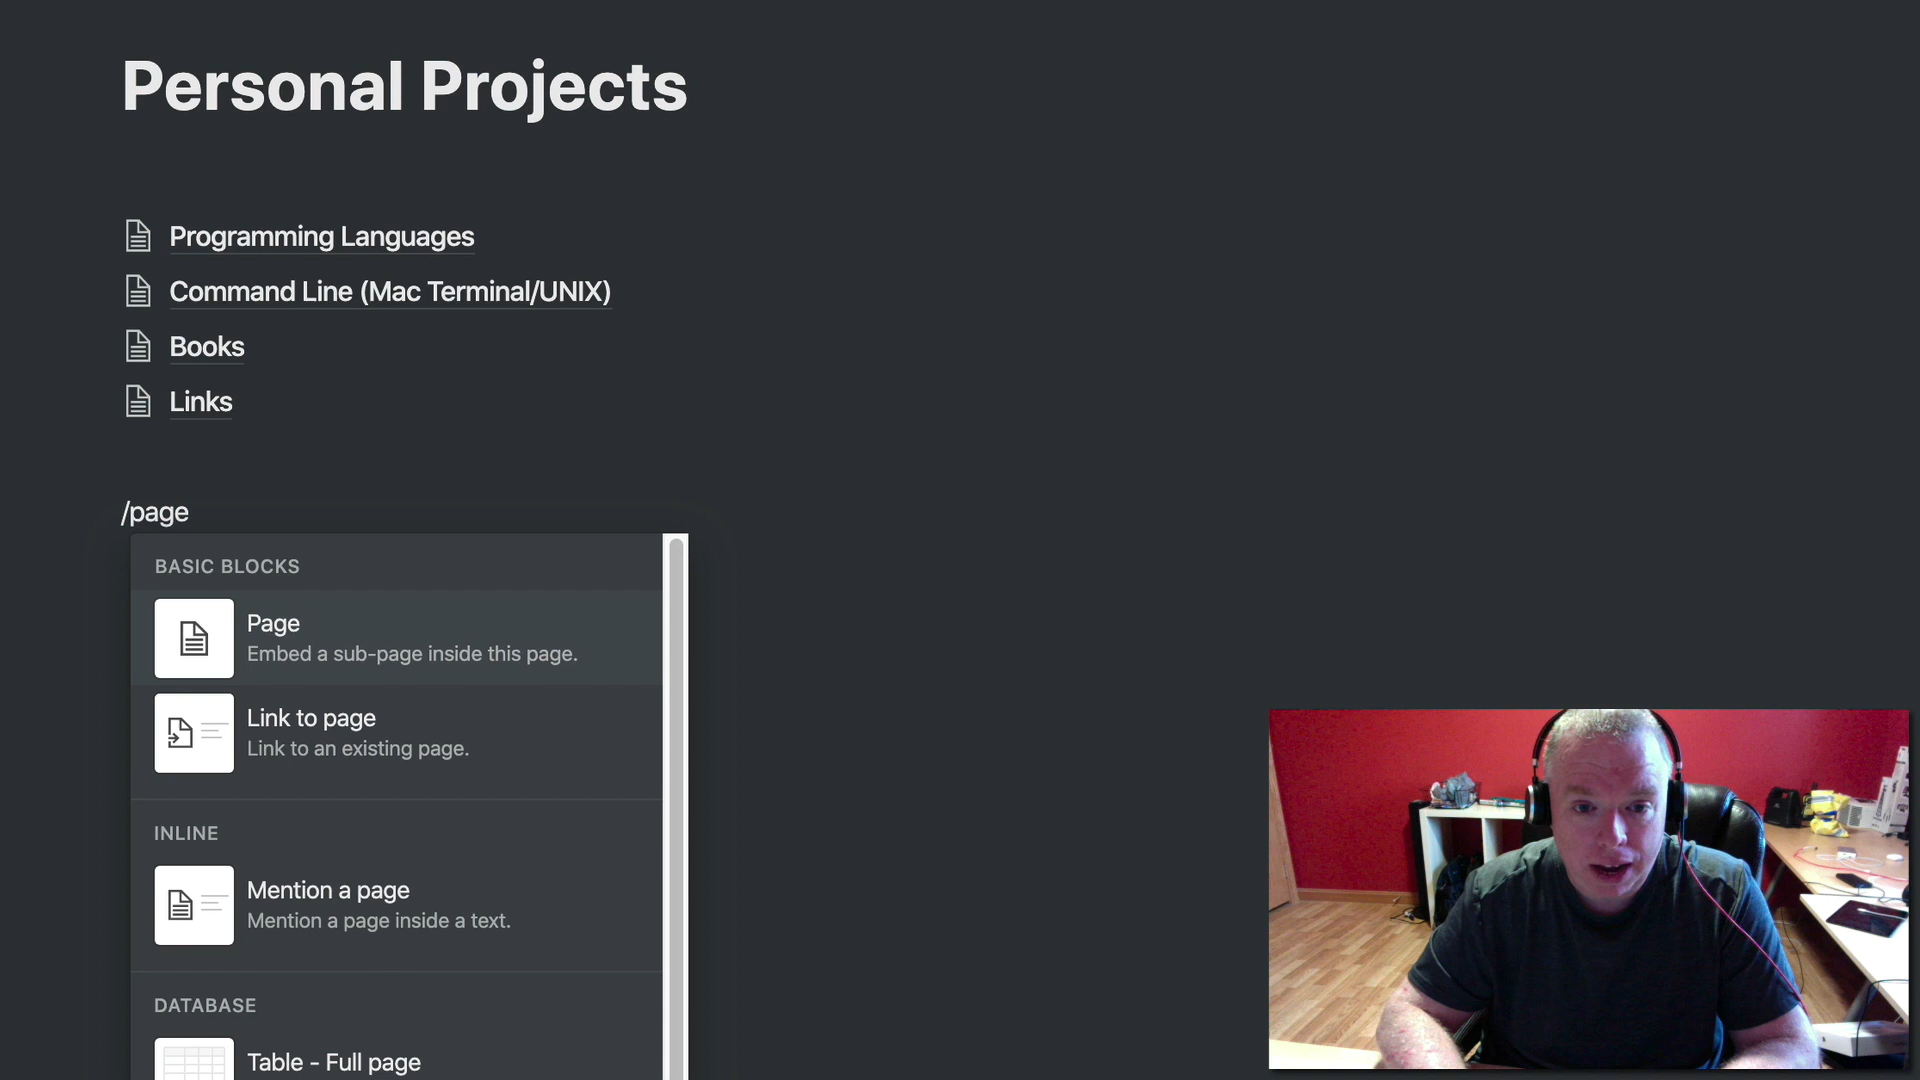 Personal Projects
Programming Languages
Command Line (Mac Terminal/UNIX)
Books
Links
/page
BASIC BLOCKS
Page
Embed a sub-page inside this page.
Link to page
Link to an existing page.
INLINE
Mention a page
Mention a page inside a text.
DATABASE
Table - Full page